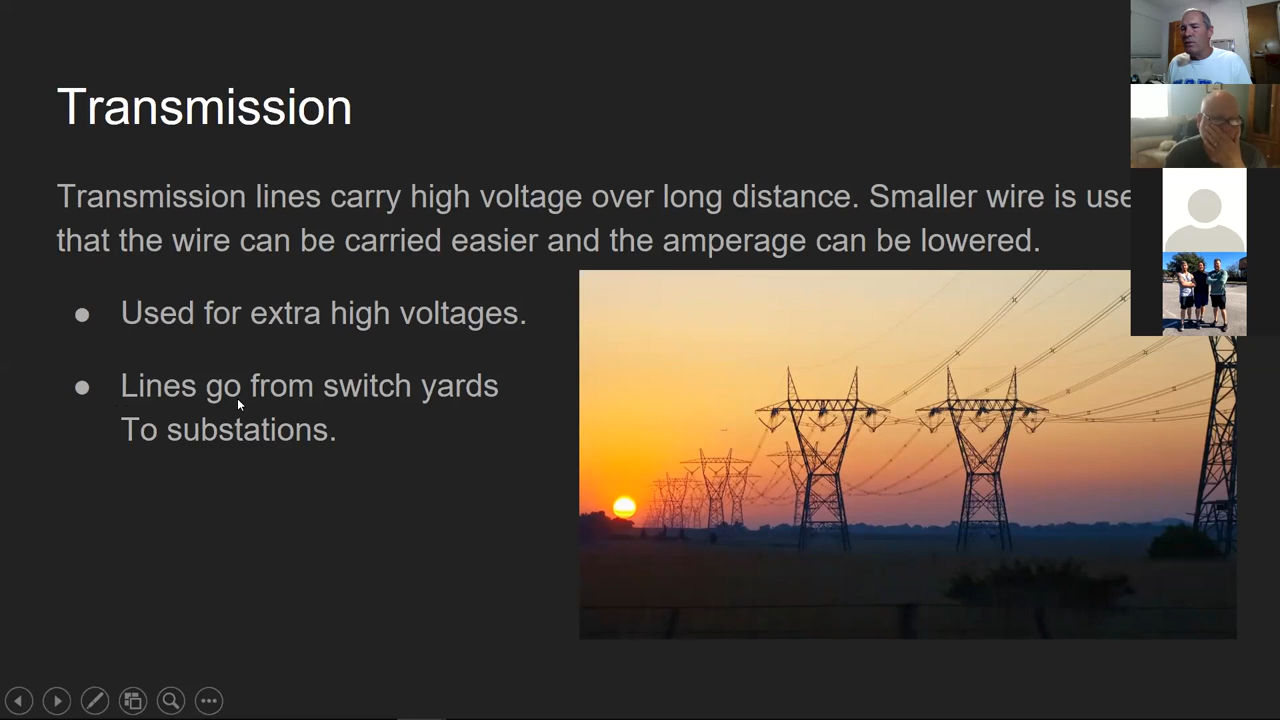 Transmission
Transmission lines carry high voltage over long distance. Smaller wire is use
that the wire can be carried easier and the amperage can be lowered.
● Used for extra high voltages.
● Lines go from switch yards
To substations.